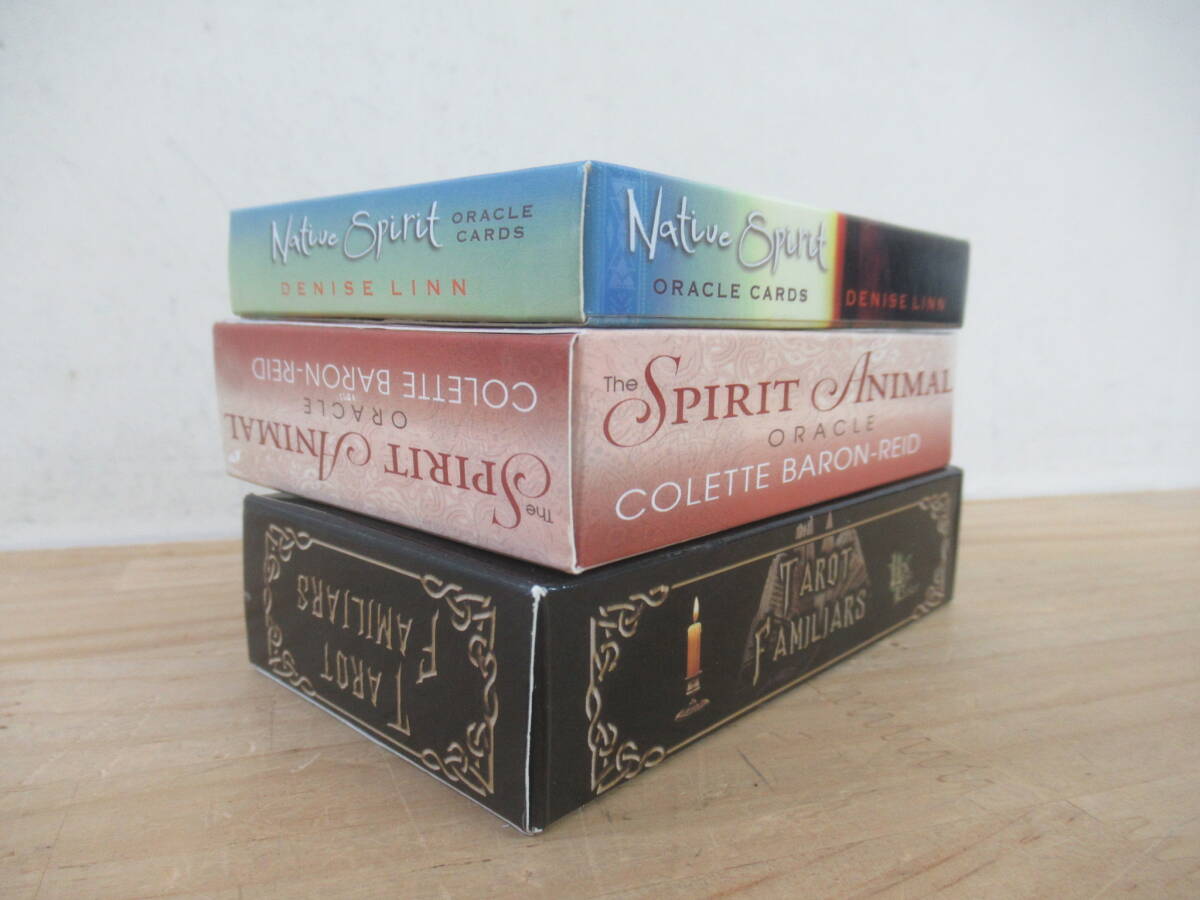 Native Spirit ORACLE
CARDS
DENISE LINN
Native Spirit
ORACLE CARDS
DENISE LINN
The SPIRIT ANIMAL
ORACLE
COLETTE BARON-REID
The SPIRIT ANIMAL
ORACLE
COLETTE BARON-REID
TAROT
FAMILIARS
TAROT
FAMILIARS